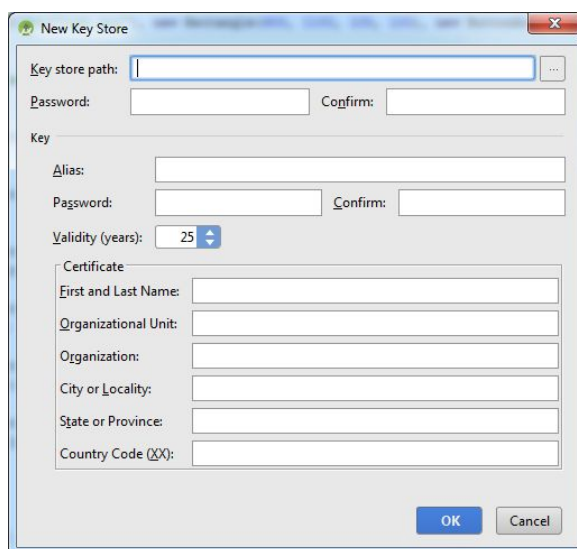 New Key Store
Key store path: ...
Password: Confirm:
Key
Alias:
Password: Confirm:
Validity (years): 25
Certificate
First and Last Name:
Organizational Unit:
Organization:
City or Locality:
State or Province:
Country Code (XX):
OK Cancel